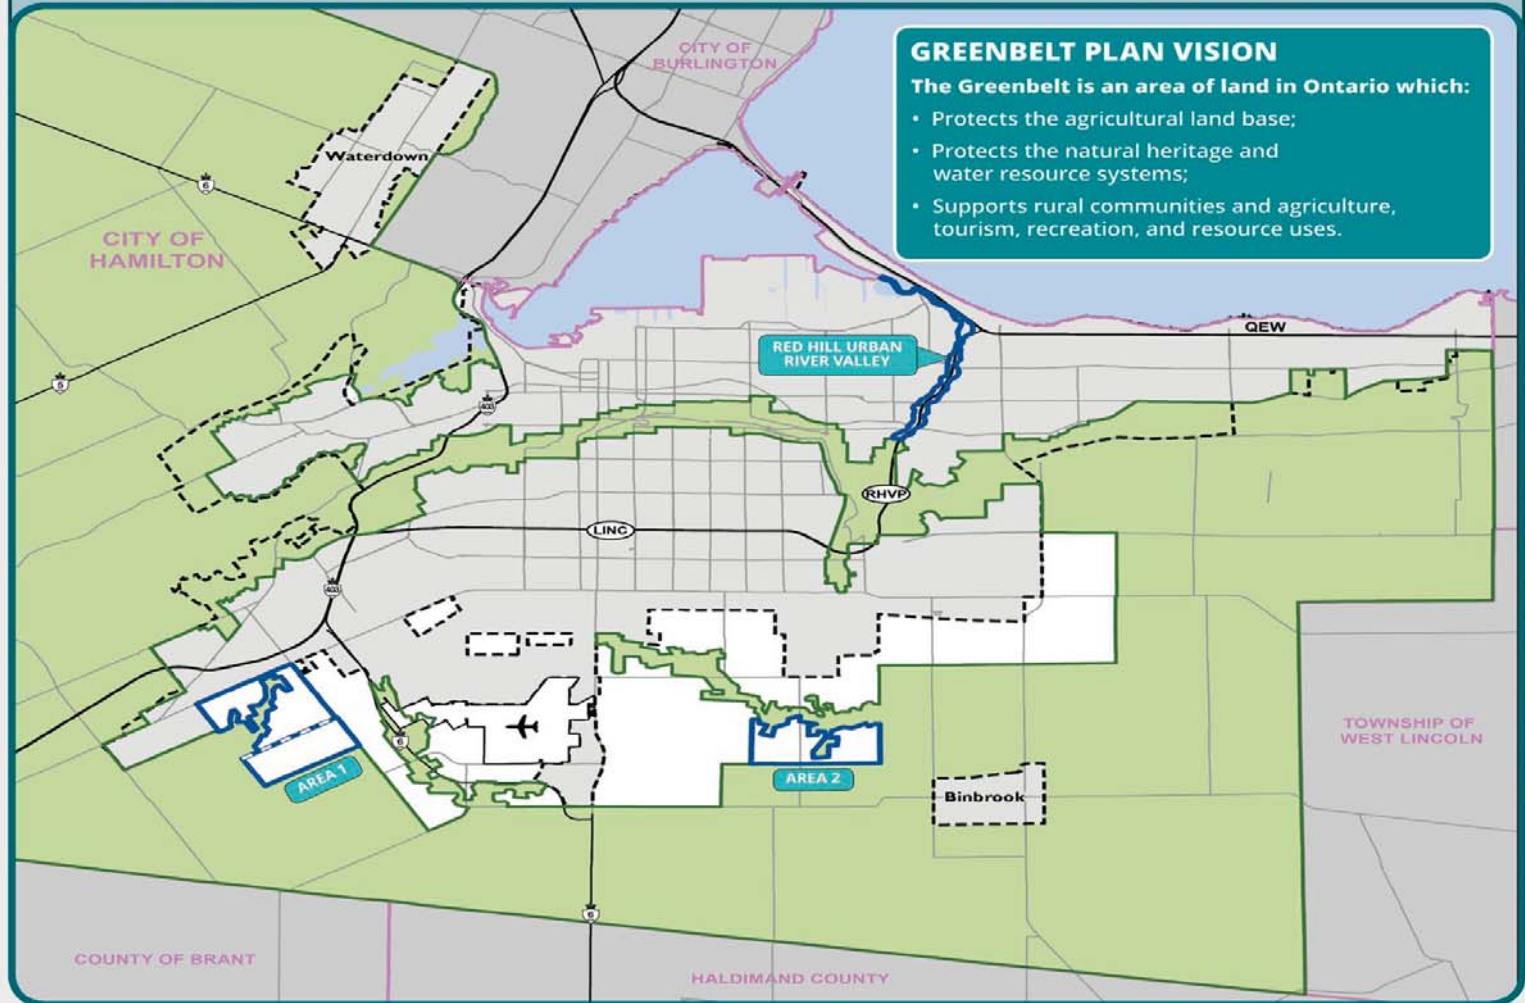 CITY OF
BURLINGTON
GREENBELT PLAN VISION
The Greenbelt is an area of land in Ontario which:
• Protects the agricultural land base;
• Protects the natural heritage and
water resource systems;
• Supports rural communities and agriculture,
tourism, recreation, and resource uses.
Waterdown
6
CITY OF
HAMILTON
QEW
RED HILL URBAN
RIVER VALLEY
5
403
RHVP
LINC
403
6
AREA 1
AREA 2
Binbrook
TOWNSHIP OF
WEST LINCOLN
6
COUNTY OF BRANT
HALDIMAND COUNTY